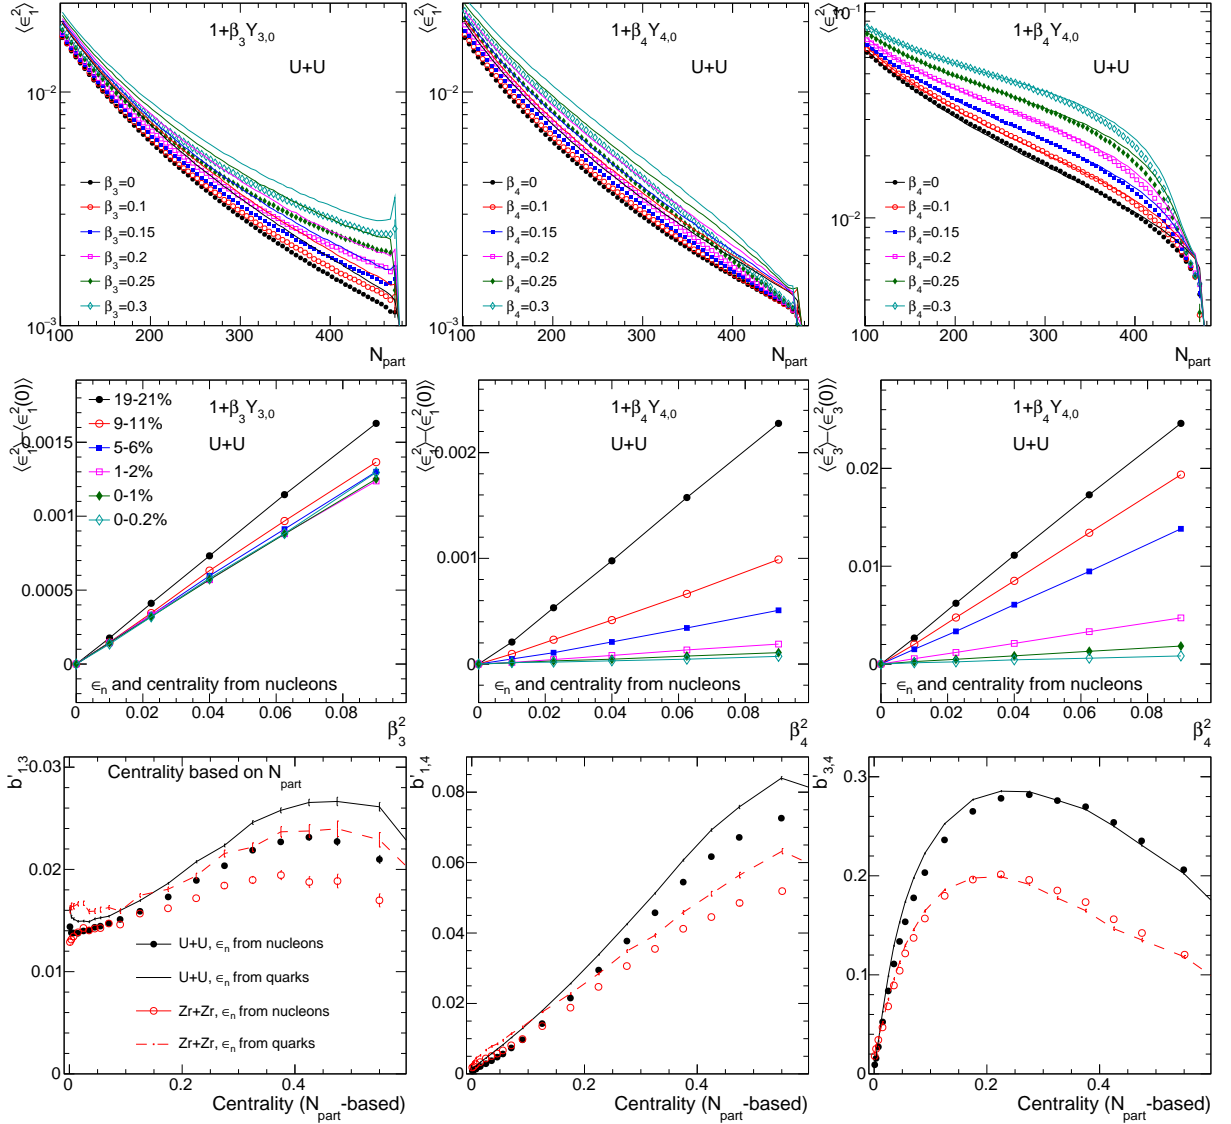 ⟨ϵ₁²⟩
1+β₃Y₃,₀
U+U
10⁻²
10⁻³
β₃=0
β₃=0.1
β₃=0.15
β₃=0.2
β₃=0.25
β₃=0.3
100 200 300 400
N_part
⟨ϵ₁²⟩
1+β₄Y₄,₀
U+U
10⁻²
10⁻³
β₄=0
β₄=0.1
β₄=0.15
β₄=0.2
β₄=0.25
β₄=0.3
100 200 300 400
N_part
10⁻¹
1+β₄Y₄,₀
U+U
10⁻²
10⁻³
β₄=0
β₄=0.1
β₄=0.15
β₄=0.2
β₄=0.25
β₄=0.3
100 200 300 400
N_part
⟨ϵ₁²⟩−⟨ϵ₁²(0)⟩
19-21%
9-11%
5-6%
1-2%
0-1%
0-0.2%
1+β₃Y₃,₀
U+U
0.0015
0.001
0.0005
0
ϵₙ and centrality from nucleons
0 0.02 0.04 0.06 0.08
β₃²
⟨ϵ₁²⟩−⟨ϵ₁²(0)⟩
1+β₄Y₄,₀
U+U
0.002
0.001
0
ϵₙ and centrality from nucleons
0 0.02 0.04 0.06 0.08
β₄²
⟨ϵ₃²⟩−⟨ϵ₃²(0)⟩
1+β₄Y₄,₀
U+U
0.02
0.01
0
ϵₙ and centrality from nucleons
0 0.02 0.04 0.06 0.08
β₄²
b'₁,₃
Centrality based on N_part
0.03
0.02
0.01
0
U+U, ϵₙ from nucleons
U+U, ϵₙ from quarks
Zr+Zr, ϵₙ from nucleons
Zr+Zr, ϵₙ from quarks
0 0.2 0.4
Centrality (N_part-based)
b'₁,₄
0.08
0.06
0.04
0.02
0
0 0.2 0.4
Centrality (N_part-based)
b'₃,₄
0.3
0.2
0.1
0
0 0.2 0.4
Centrality (N_part-based)